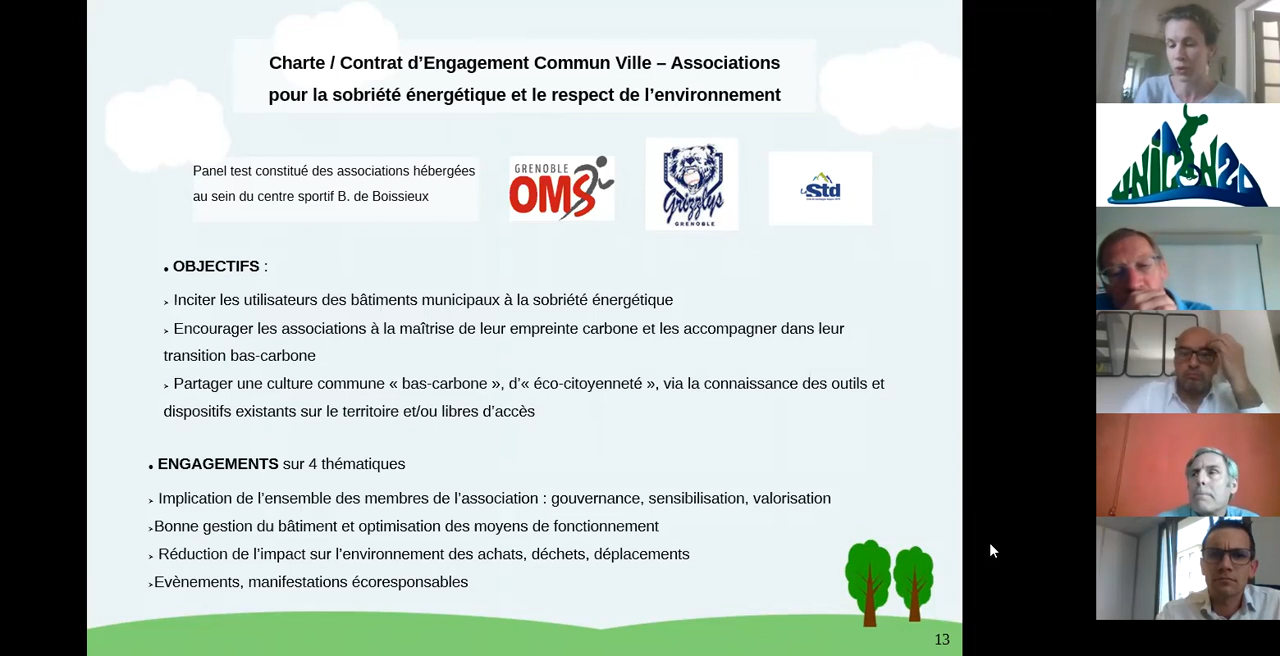 Charte / Contrat d’Engagement Commun Ville – Associations
pour la sobriété énergétique et le respect de l’environnement
Panel test constitué des associations hébergées
au sein du centre sportif B. de Boissieux
GRENOBLE
OMS
Grizzlys
GRENOBLE
Std
• OBJECTIFS :
➢ Inciter les utilisateurs des bâtiments municipaux à la sobriété énergétique
➢ Encourager les associations à la maîtrise de leur empreinte carbone et les accompagner dans leur
transition bas-carbone
➢ Partager une culture commune « bas-carbone », d’« éco-citoyenneté », via la connaissance des outils et
dispositifs existants sur le territoire et/ou libres d’accès
• ENGAGEMENTS sur 4 thématiques
➢ Implication de l’ensemble des membres de l’association : gouvernance, sensibilisation, valorisation
➢Bonne gestion du bâtiment et optimisation des moyens de fonctionnement
➢ Réduction de l’impact sur l’environnement des achats, déchets, déplacements
➢Evènements, manifestations écoresponsables
13